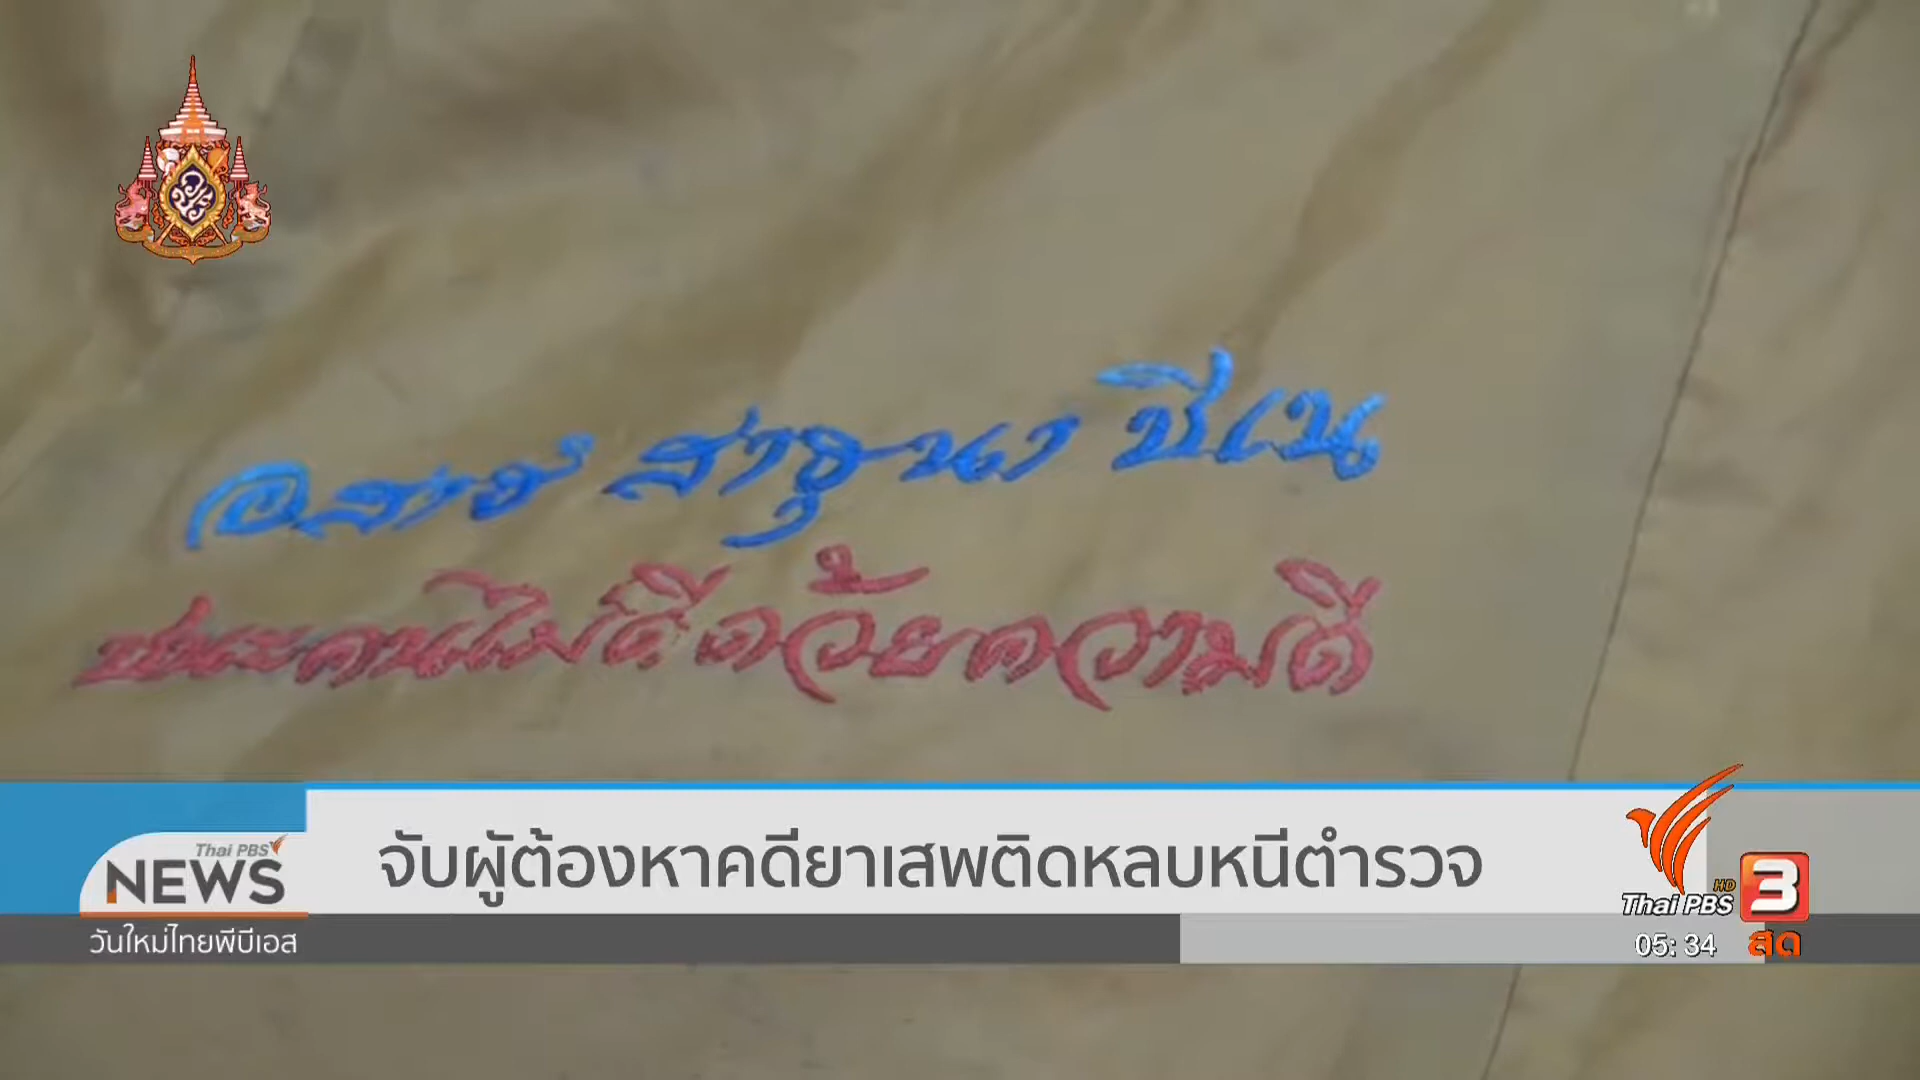 ชนะคนไม่ดีด้วยความดี
Thai PBS
NEWS
จับผู้ต้องหาคดียาเสพติดหลบหนีตำรวจ
วันใหม่ไทยพีบีเอส
HD
Thai PBS
3
05: 34
สด